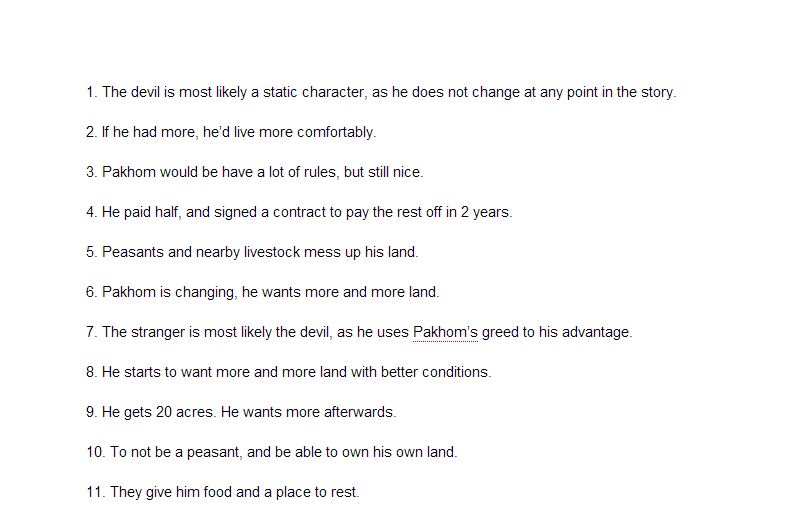 1. The devil is most likely a static character, as he does not change at any point in the story.
2. If he had more, he’d live more comfortably.
3. Pakhom would be have a lot of rules, but still nice.
4. He paid half, and signed a contract to pay the rest off in 2 years.
5. Peasants and nearby livestock mess up his land.
6. Pakhom is changing, he wants more and more land.
7. The stranger is most likely the devil, as he uses Pakhom’s greed to his advantage.
8. He starts to want more and more land with better conditions.
9. He gets 20 acres. He wants more afterwards.
10. To not be a peasant, and be able to own his own land.
11. They give him food and a place to rest.